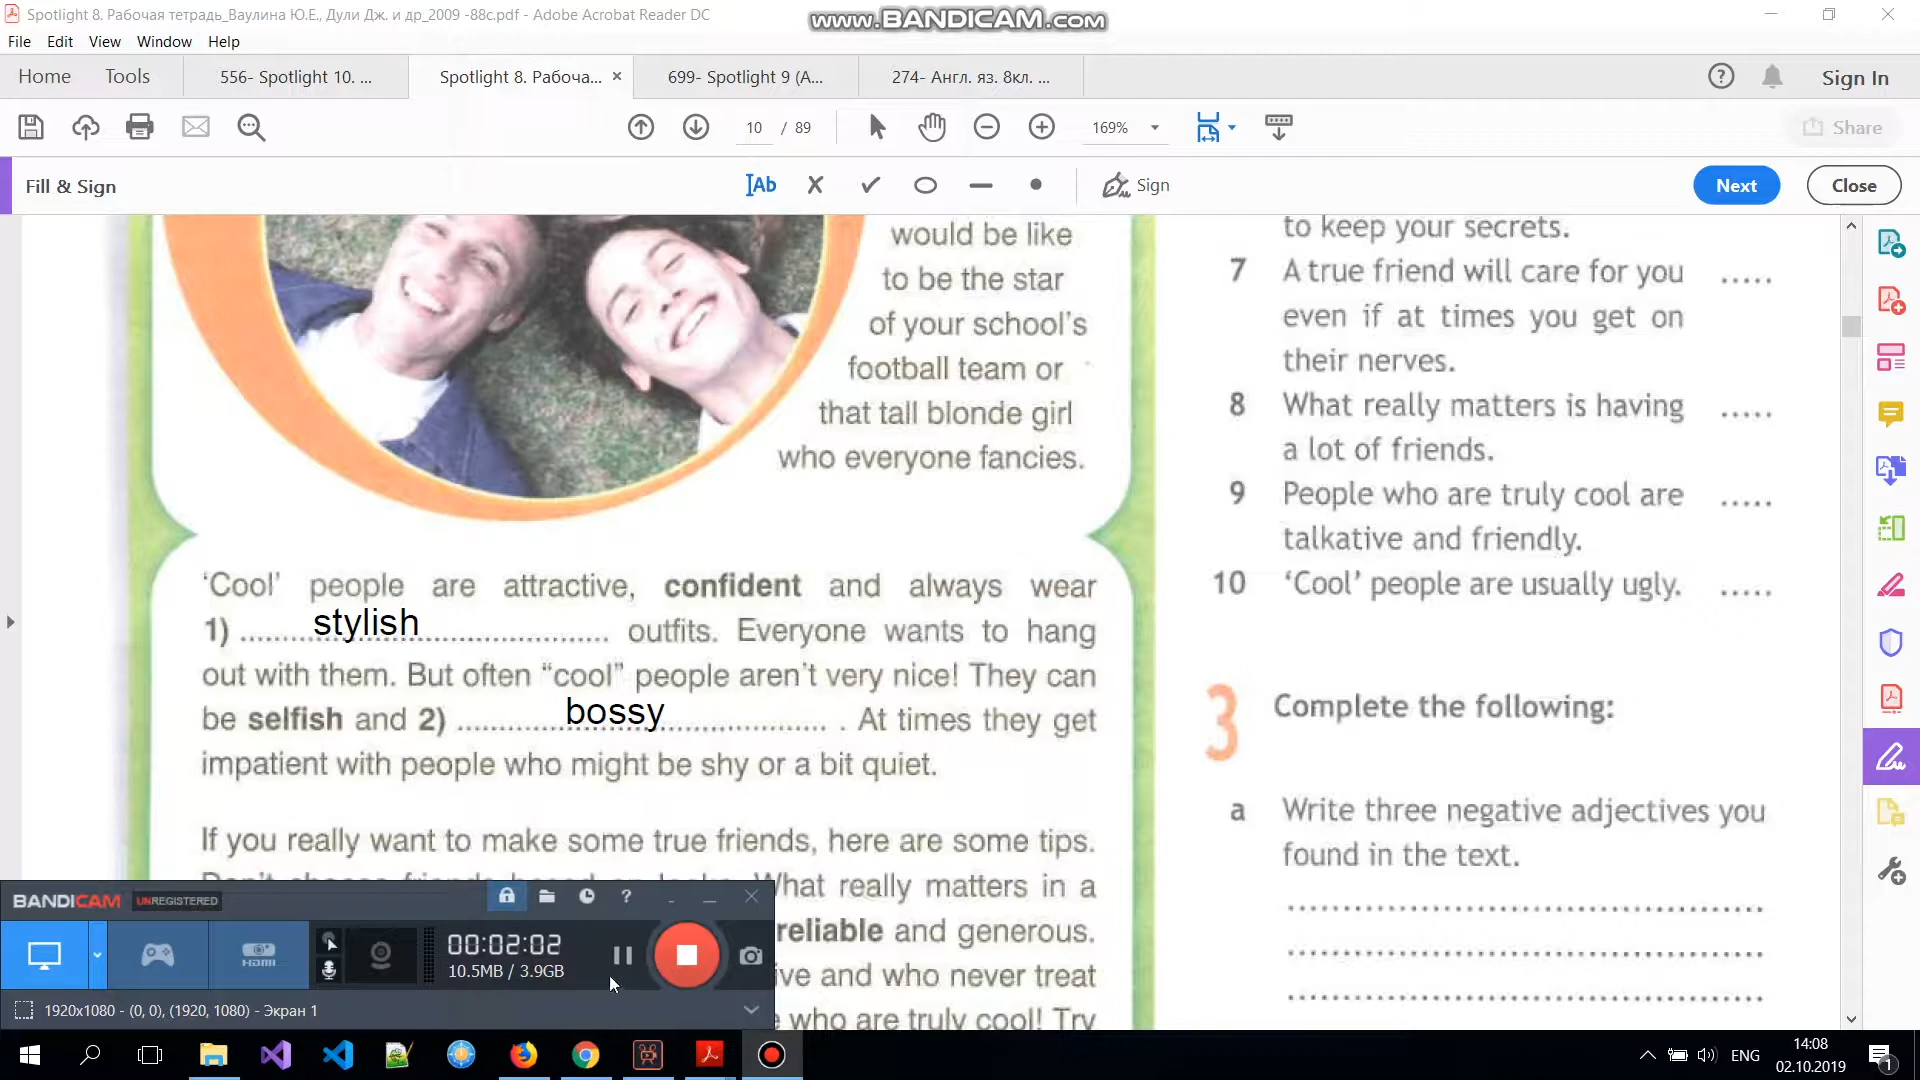 Spotlight 8. Рабочая тетрадь_Ваулина Ю.Е., Дули Дж. и др_2009 -88с.pdf - Adobe Acrobat Reader DC
www.BANDICAM.com
File Edit View Window Help
Home Tools 556- Spotlight 10. ... Spotlight 8. Рабоча... 699- Spotlight 9 (A... 274- Англ. яз. 8кл. ... Sign In
10 / 89 169% Share
Fill & Sign Ab Sign Next Close
would be like
to be the star
of your school's
football team or
that tall blonde girl
who everyone fancies.
'Cool' people are attractive, confident and always wear
1) stylish outfits. Everyone wants to hang
out with them. But often "cool" people aren't very nice! They can
be selfish and 2) bossy . At times they get
impatient with people who might be shy or a bit quiet.
If you really want to make some true friends, here are some tips.
What really matters in a
reliable and generous.
ive and who never treat
who are truly cool! Try
to keep your secrets.
7 A true friend will care for you .....
even if at times you get on
their nerves.
8 What really matters is having .....
a lot of friends.
9 People who are truly cool are .....
talkative and friendly.
10 'Cool' people are usually ugly. .....
3 Complete the following:
a Write three negative adjectives you
found in the text.
BANDICAM UNREGISTERED
HDMI
00:02:02
10.5MB / 3.9GB
1920x1080 - (0, 0), (1920, 1080) - Экран 1
ENG
14:08
02.10.2019
1